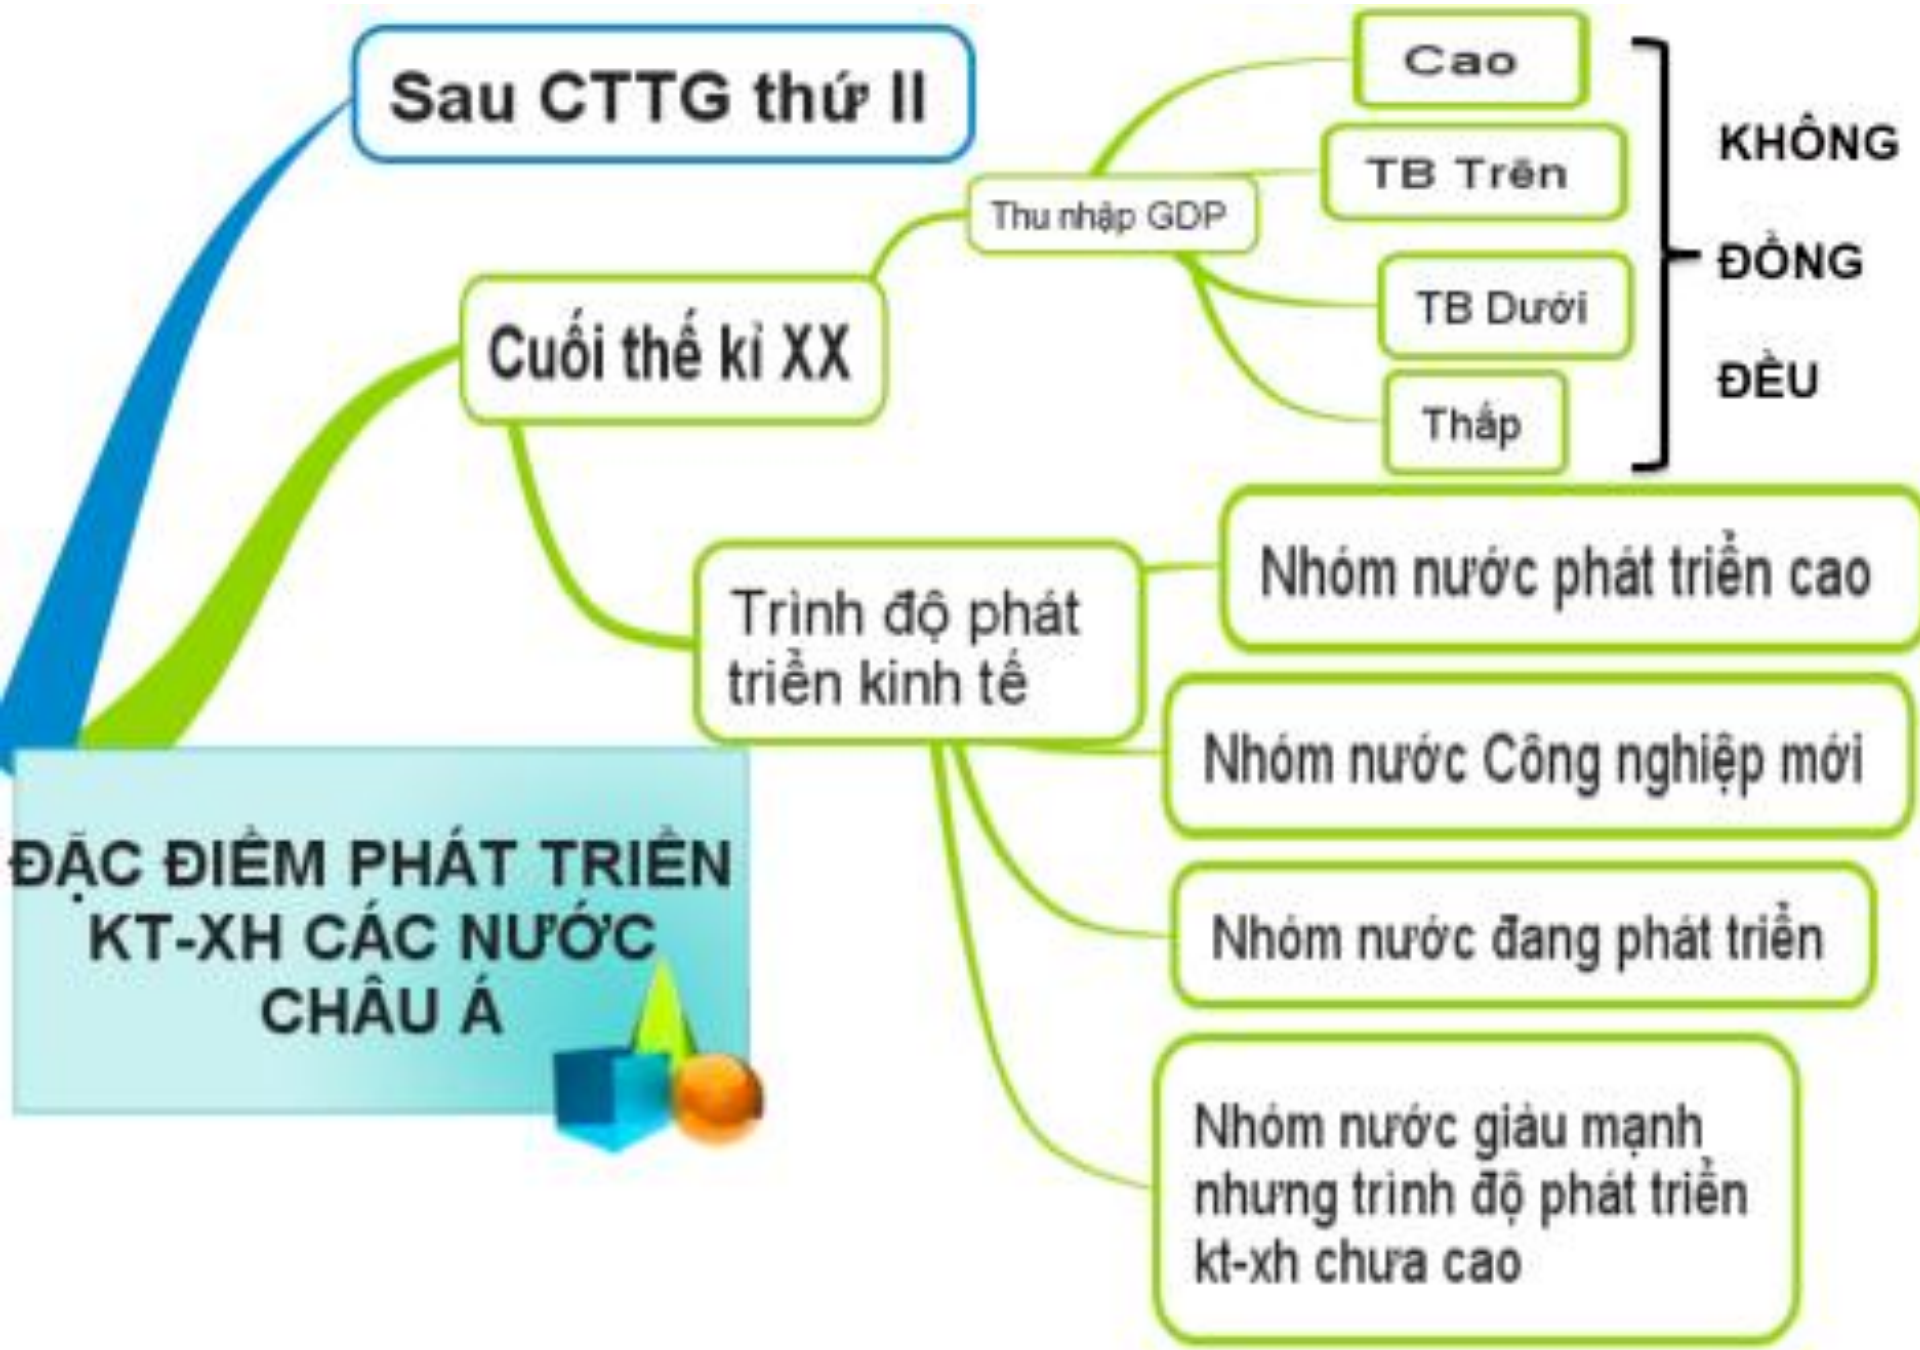 Sau CTTG thứ II
Cuối thế kỉ XX
Thu nhập GDP
Cao
TB Trên
TB Dưới
Thấp
KHÔNG
ĐỒNG
ĐỀU
Trình độ phát
triển kinh tế
Nhóm nước phát triển cao
Nhóm nước Công nghiệp mới
Nhóm nước đang phát triển
Nhóm nước giàu mạnh
nhưng trình độ phát triển
kt-xh chưa cao
ĐẶC ĐIỂM PHÁT TRIỂN
KT-XH CÁC NƯỚC
CHÂU Á